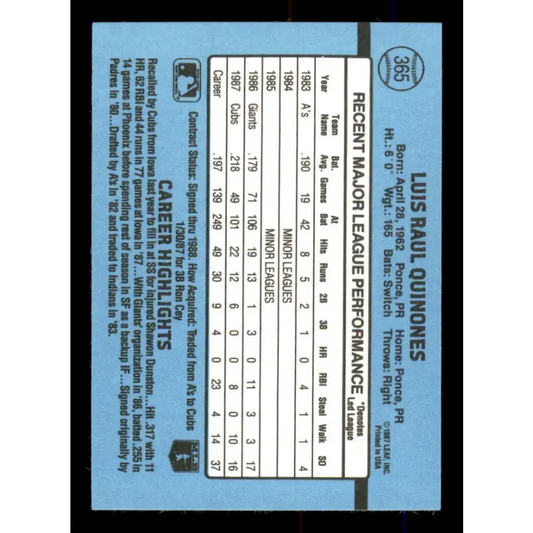 365
LUIS RAUL QUINONES
Born: April 28, 1962 Ponce, PR Home: Ponce, PR
Ht.: 6' 0" Wgt.: 165 Bats: Switch Throws: Right
©1987 LEAF, INC.
Printed in USA
RECENT MAJOR LEAGUE PERFORMANCE
*Denotes Led League
Year Team Name Bat. Avg. Games At Bat Hits Runs 2B 3B HR RBI Steal Walk SO
1983 A's .190 19 42 8 5 2 1 0 4 1 1 4
1984 MINOR LEAGUES
1985 MINOR LEAGUES
1986 Giants .179 71 106 19 13 1 3 0 11 3 3 17
1987 Cubs .218 49 101 22 12 6 0 0 8 0 10 16
Career .197 139 249 49 30 9 4 0 23 4 14 37
Contract Status: Signed thru 1988. How Acquired: Traded from A's to Cubs
1/30/87 for 3B Ron Cey
MLBPA
CAREER HIGHLIGHTS
Recalled by Cubs from Iowa last year to fill in at SS for injured Shawon Dunston...Hit .317 with 11
HR, 62 RBI and 44 runs in 77 games at Iowa in '87...With Giants' organization in '86, batted .255 in
14 games at Phoenix before spending rest of season in SF as a backup IF...Signed originally by
Padres in '80...Drafted by A's in '82 and traded to Indians in '83.